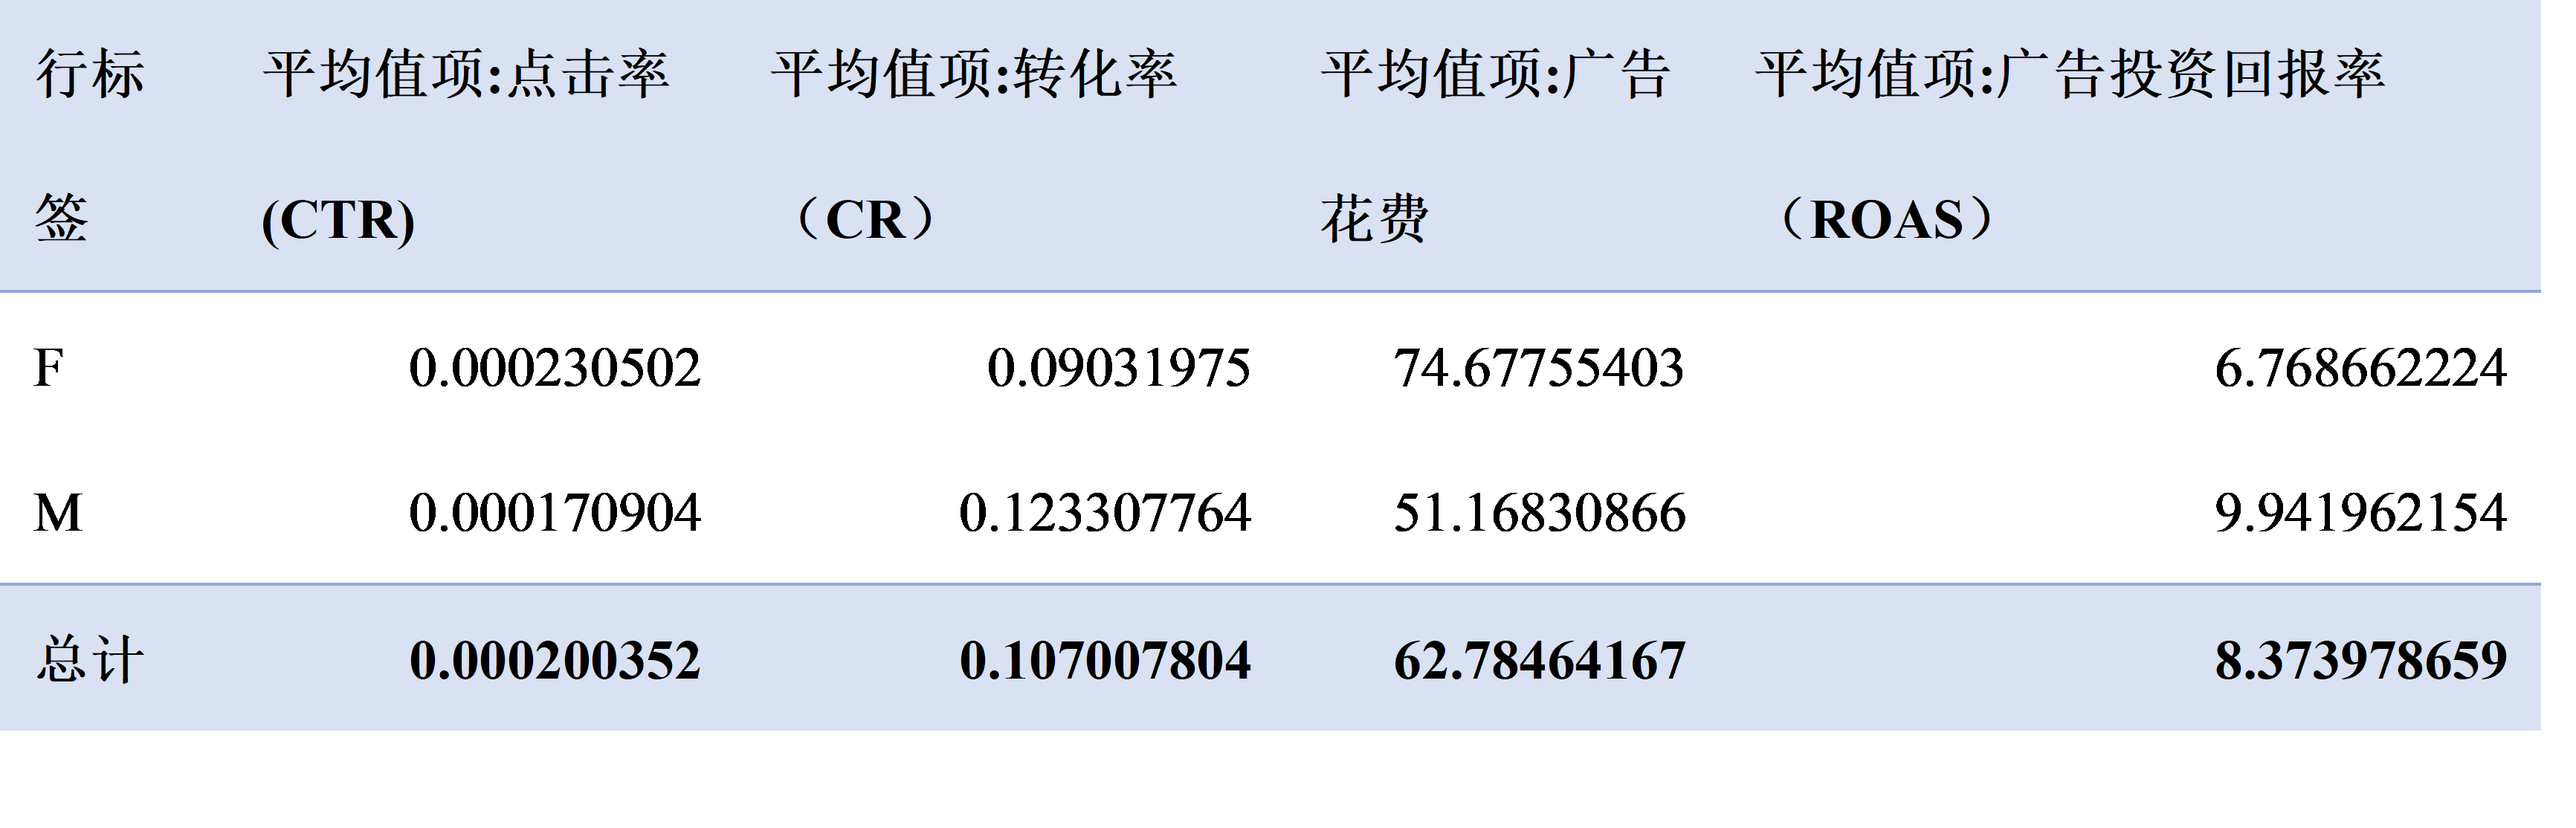 行标 平均值项:点击率 平均值项:转化率 平均值项:广告 平均值项:广告投资回报率
签 (CTR) （CR） 花费 （ROAS）
F 0.000230502 0.09031975 74.67755403 6.768662224
M 0.000170904 0.123307764 51.16830866 9.941962154
总计 0.000200352 0.107007804 62.78464167 8.373978659